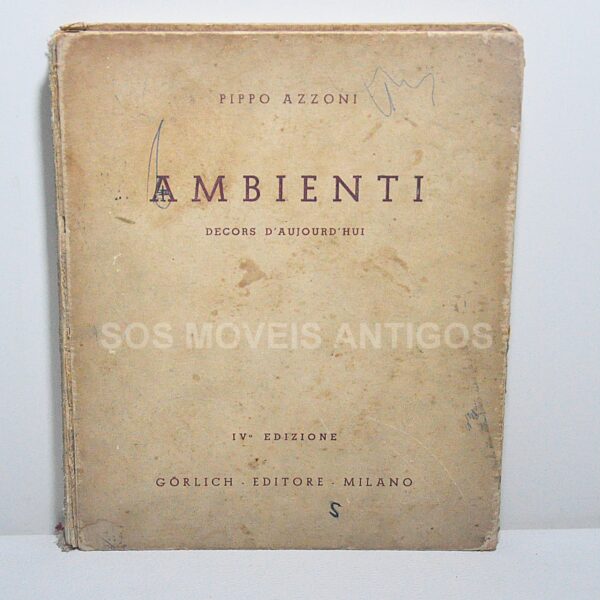 PIPPO AZZONI
AMBIENTI
DECORS D'AUJOURD'HUI
SOS MOVEIS ANTIGOS
IVª EDIZIONE
GÖRLICH - EDITORE - MILANO
S